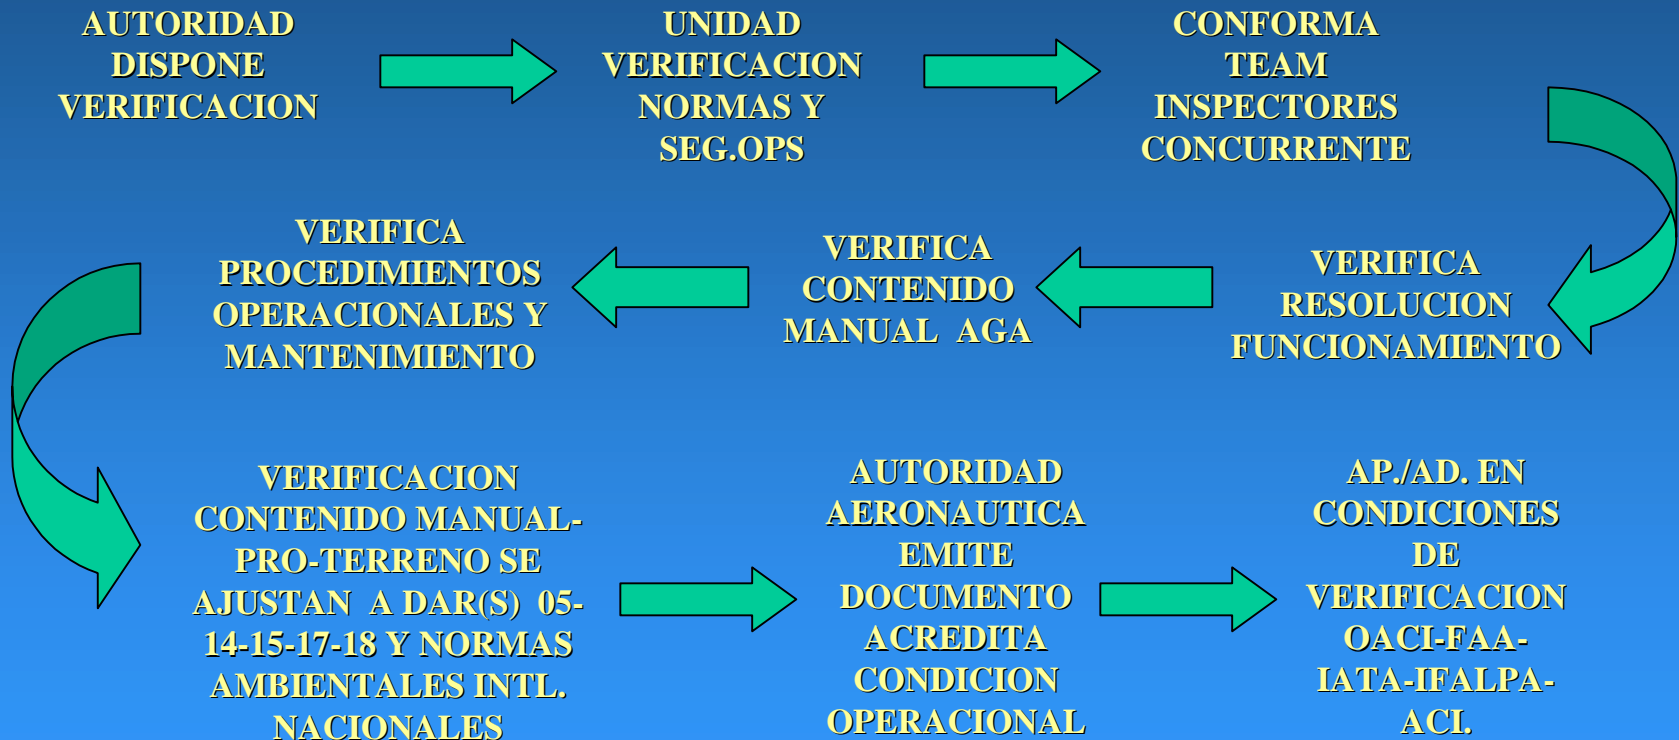 AUTORIDAD
DISPONE
VERIFICACION
UNIDAD
VERIFICACION
NORMAS Y
SEG.OPS
CONFORMA
TEAM
INSPECTORES
CONCURRENTE
VERIFICA
RESOLUCION
FUNCIONAMIENTO
VERIFICA
CONTENIDO
MANUAL AGA
VERIFICA
PROCEDIMIENTOS
OPERACIONALES Y
MANTENIMIENTO
VERIFICACION
CONTENIDO MANUAL-
PRO-TERRENO SE
AJUSTAN A DAR(S) 05-
14-15-17-18 Y NORMAS
AMBIENTALES INTL.
NACIONALES
AUTORIDAD
AERONAUTICA
EMITE
DOCUMENTO
ACREDITA
CONDICION
OPERACIONAL
AP./AD. EN
CONDICIONES
DE
VERIFICACION
OACI-FAA-
IATA-IFALPA-
ACI.